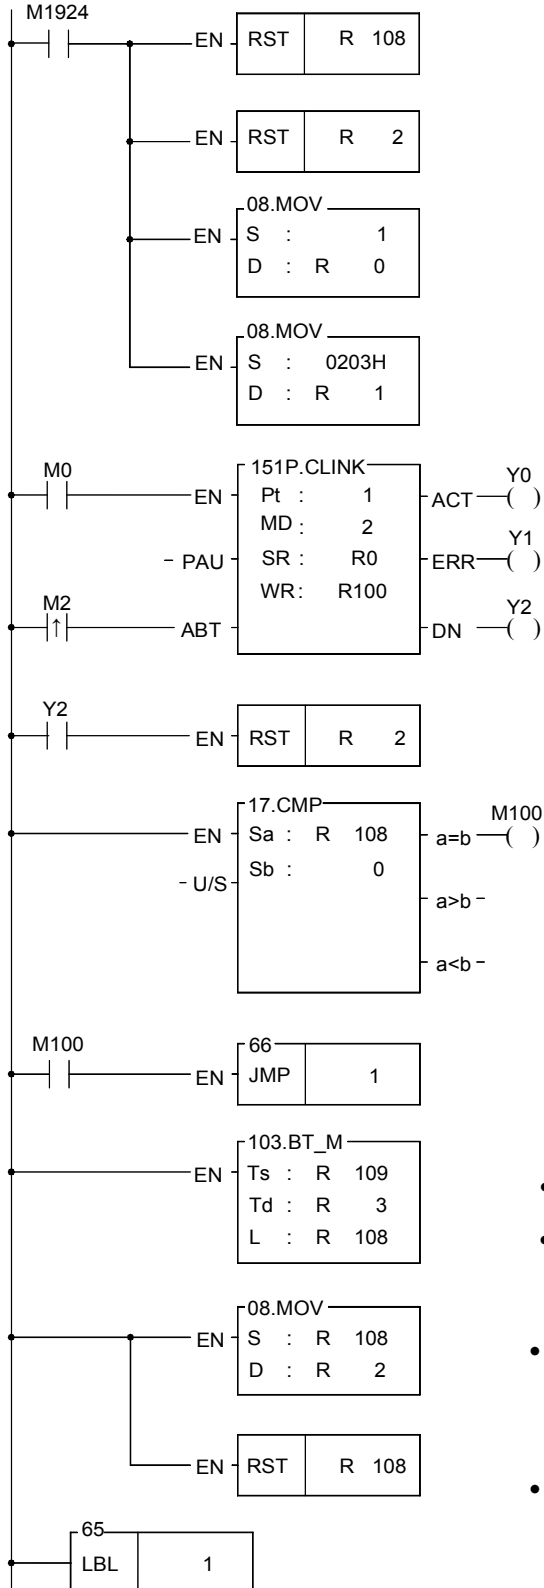 M1924
EN RST R 108
EN RST R 2
08.MOV
EN S : 1
D : R 0
08.MOV
EN S : 0203H
D : R 1
M0 151P.CLINK Y0
EN Pt : 1 ACT ( )
MD : 2 Y1
PAU SR : R0 ERR ( )
WR : R100
M2 Y2
↑ ABT DN ( )
Y2
EN RST R 2
17.CMP M100
EN Sa : R 108 a=b ( )
U/S Sb : 0
a>b
a<b
M100 66
EN JMP 1
103.BT_M
EN Ts : R 109
Td : R 3
L : R 108
08.MOV
EN S : R 108
D : R 2
EN RST R 108
65
LBL 1